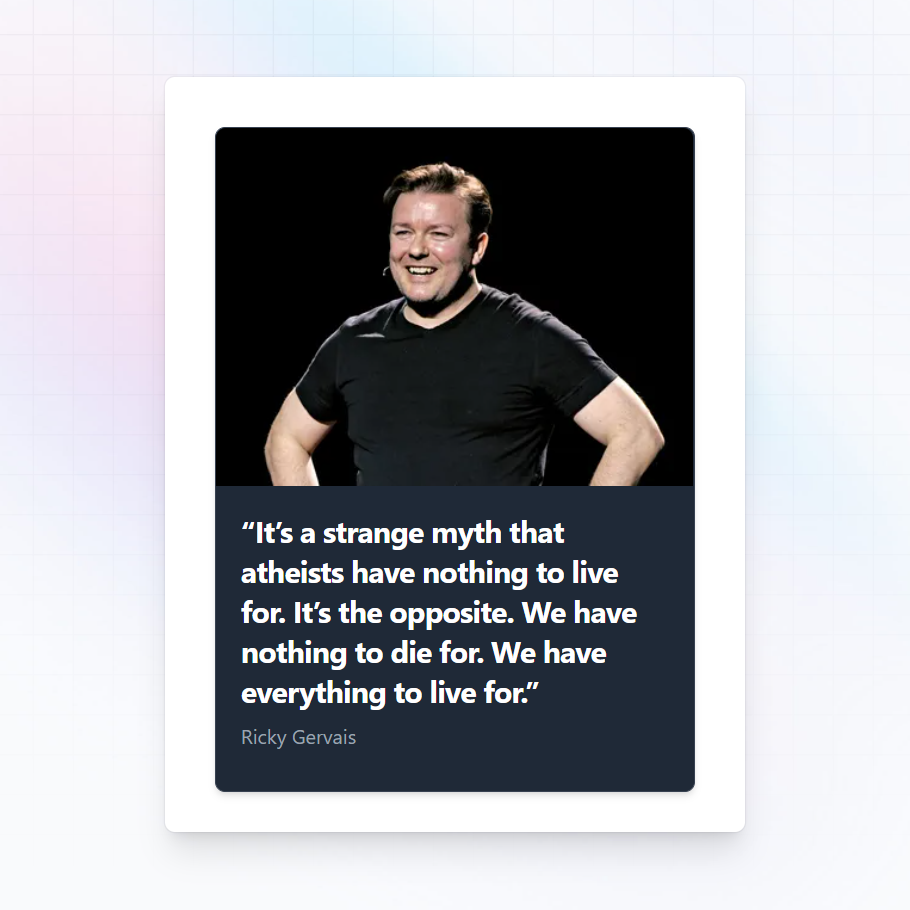 “It’s a strange myth that
atheists have nothing to live
for. It’s the opposite. We have
nothing to die for. We have
everything to live for.”
Ricky Gervais